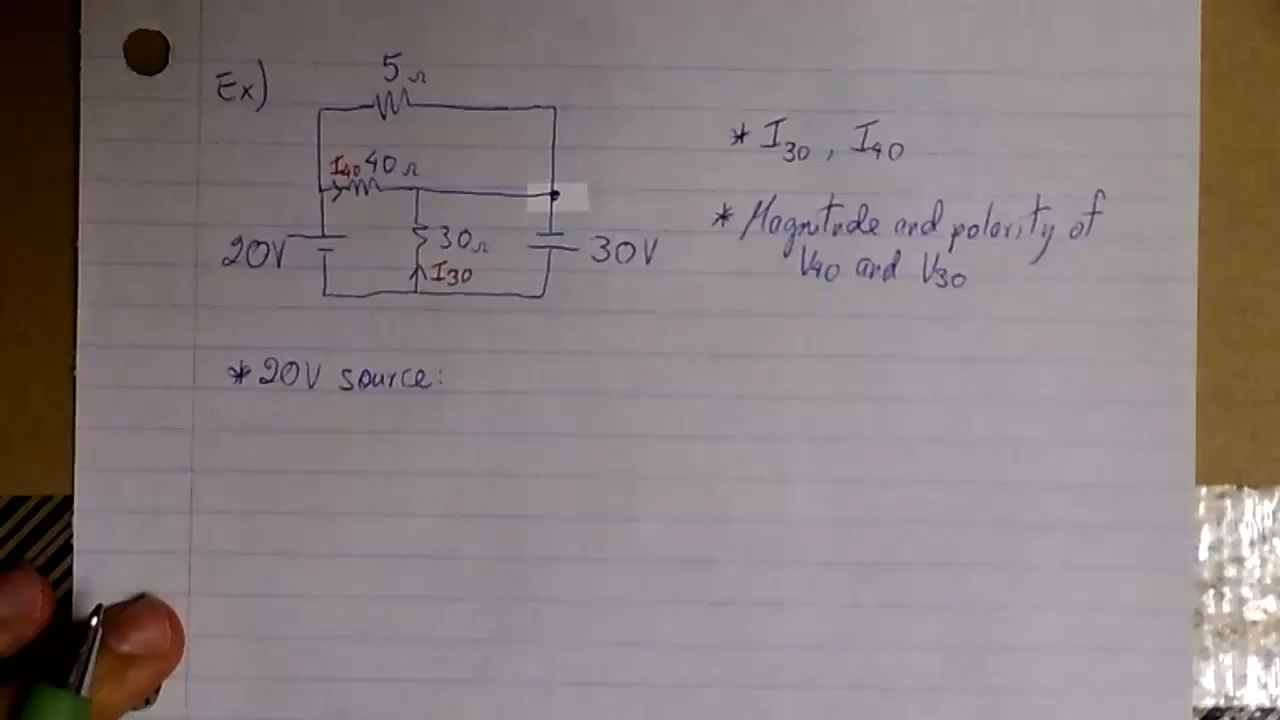 Ex)
5Ω
I40 40Ω
20V
30Ω
I30
30V
* I30, I40
* Magnitude and polarity of
V40 and V30
* 20V source: